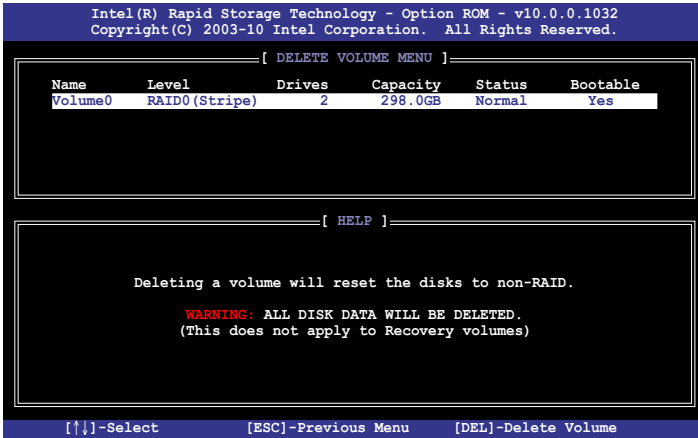 Intel(R) Rapid Storage Technology - Option ROM - v10.0.0.1032
Copyright(C) 2003-10 Intel Corporation. All Rights Reserved.
[ DELETE VOLUME MENU ]
Name Level Drives Capacity Status Bootable
Volume0 RAID0(Stripe) 2 298.0GB Normal Yes
[ HELP ]
Deleting a volume will reset the disks to non-RAID.
WARNING: ALL DISK DATA WILL BE DELETED.
(This does not apply to Recovery volumes)
[↑↓]-Select [ESC]-Previous Menu [DEL]-Delete Volume